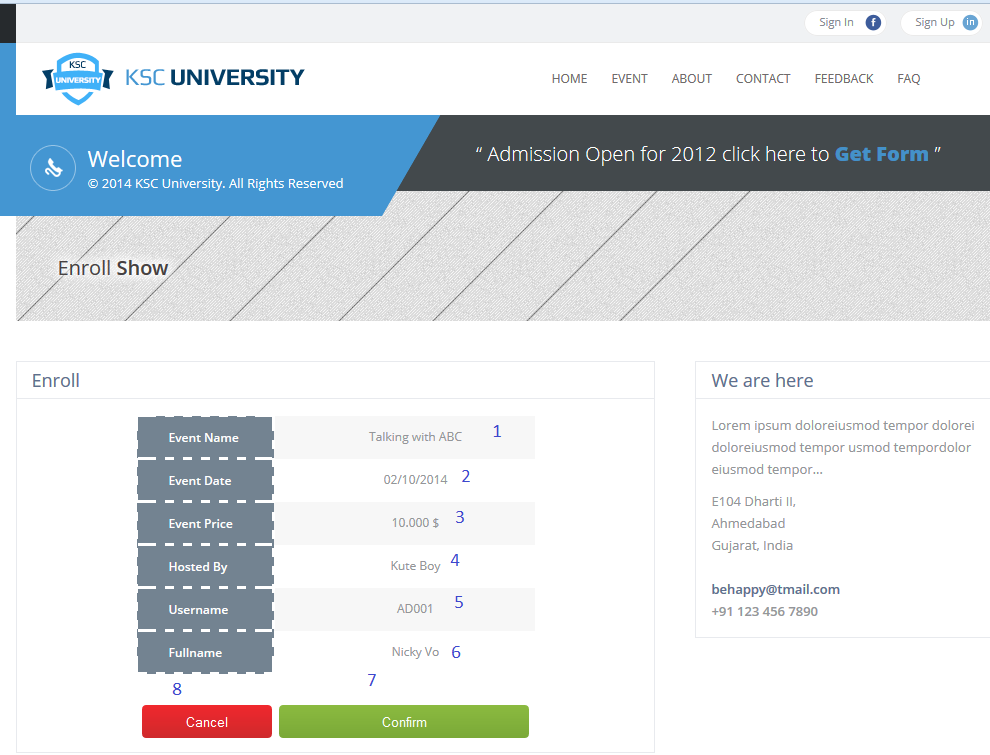 Sign In
Sign Up
KSC
UNIVERSITY
KSC UNIVERSITY
HOME EVENT ABOUT CONTACT FEEDBACK FAQ
“ Admission Open for 2012 click here to Get Form ”
Welcome
© 2014 KSC University. All Rights Reserved
Enroll Show
Enroll
Event Name Talking with ABC 1
Event Date 02/10/2014 2
Event Price 10.000 $ 3
Hosted By Kute Boy 4
Username AD001 5
Fullname Nicky Vo 6
8 7
Cancel Confirm
We are here
Lorem ipsum doloreiusmod tempor dolorei
doloreiusmod tempor usmod tempordolor
eiusmod tempor...
E104 Dharti II,
Ahmedabad
Gujarat, India
behappy@tmail.com
+91 123 456 7890